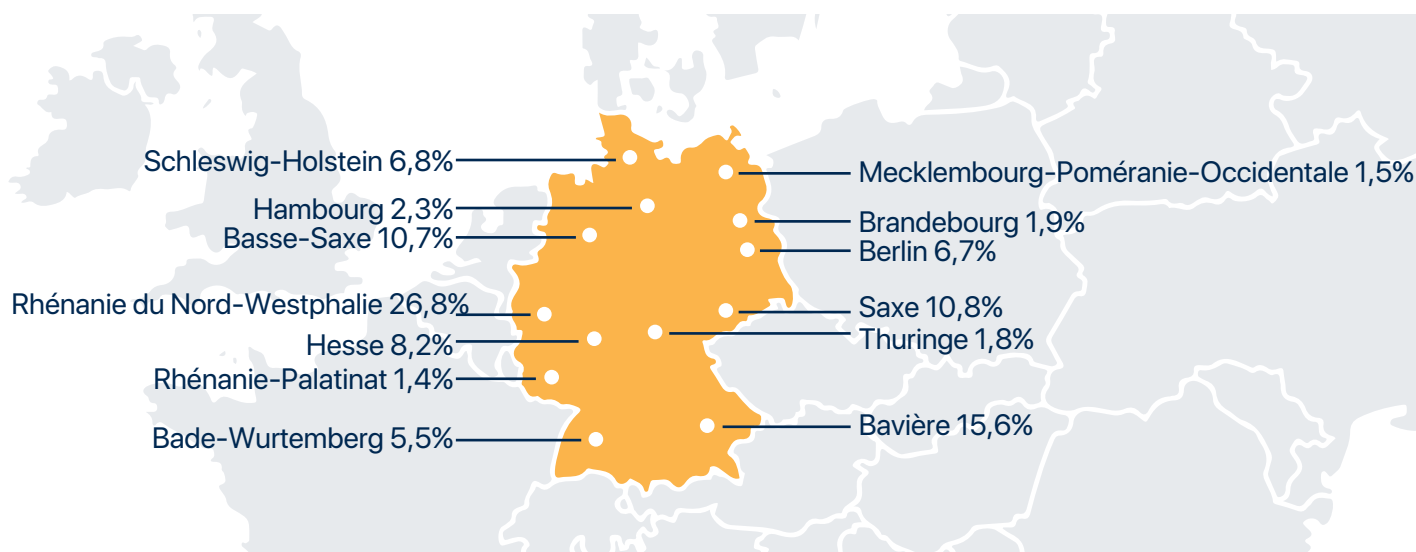 Schleswig-Holstein 6,8%
Hambourg 2,3%
Basse-Saxe 10,7%
Rhénanie du Nord-Westphalie 26,8%
Hesse 8,2%
Rhénanie-Palatinat 1,4%
Bade-Wurtemberg 5,5%
Mecklembourg-Poméranie-Occidentale 1,5%
Brandebourg 1,9%
Berlin 6,7%
Saxe 10,8%
Thuringe 1,8%
Bavière 15,6%